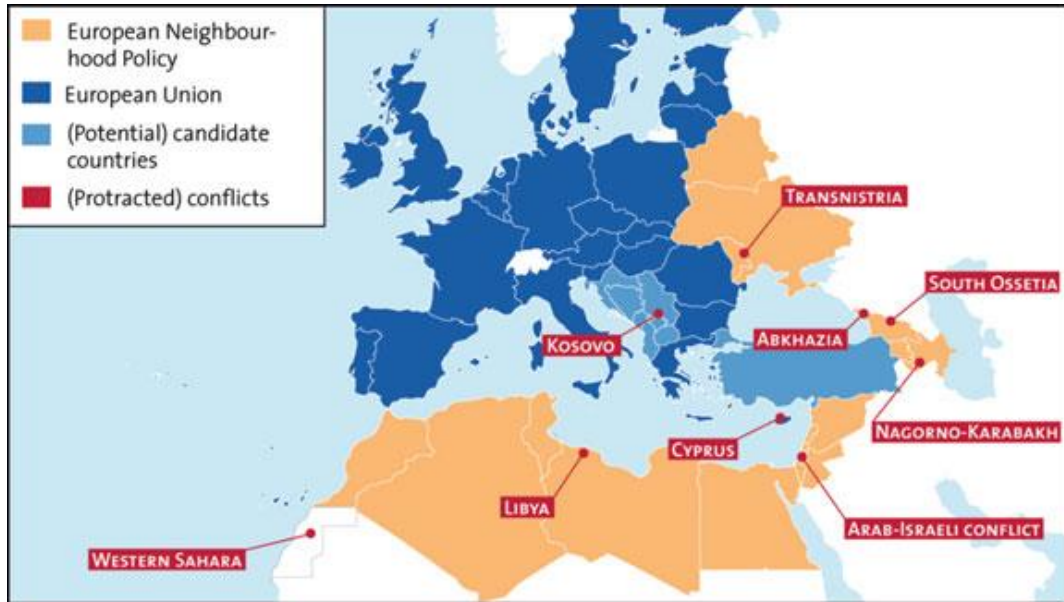 European Neighbour-
hood Policy
European Union
(Potential) candidate
countries
(Protracted) conflicts
TRANSNISTRIA
SOUTH OSSETIA
ABKHAZIA
KOSOVO
NAGORNO-KARABAKH
CYPRUS
LIBYA
ARAB-ISRAELI CONFLICT
WESTERN SAHARA